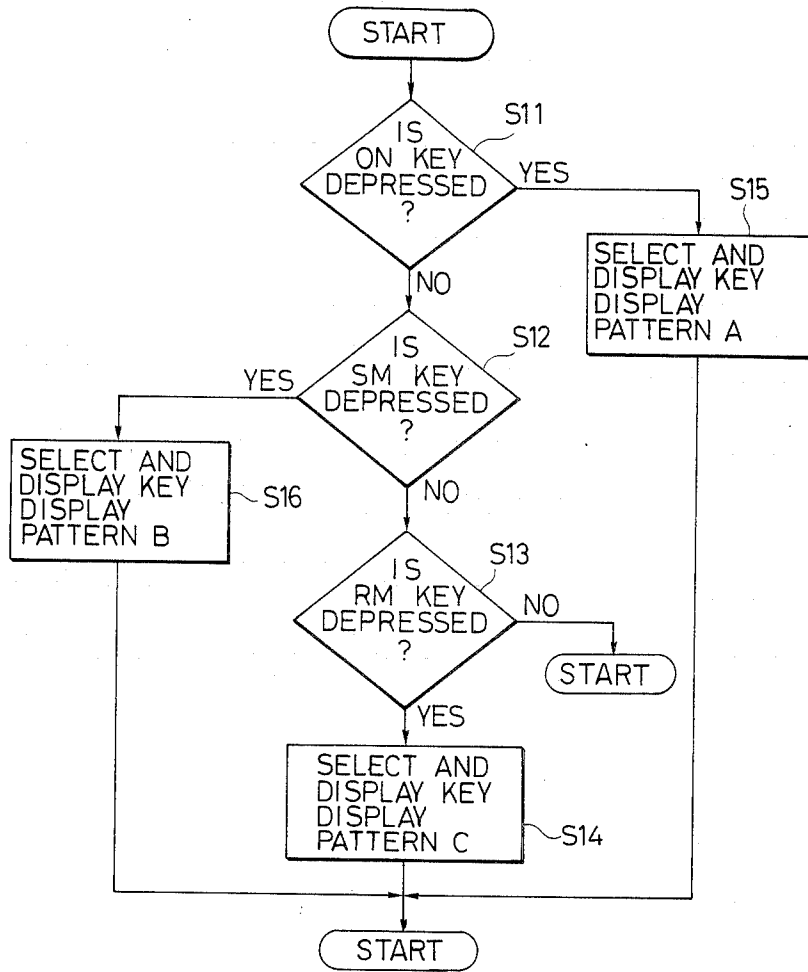 START
S11
IS
ON KEY
DEPRESSED
?
YES
S15
SELECT AND
DISPLAY KEY
DISPLAY
PATTERN A
NO
S12
IS
SM KEY
DEPRESSED
?
YES
SELECT AND
DISPLAY KEY
DISPLAY
PATTERN B
S16
NO
S13
IS
RM KEY
DEPRESSED
?
NO
START
YES
SELECT AND
DISPLAY KEY
DISPLAY
PATTERN C
S14
START